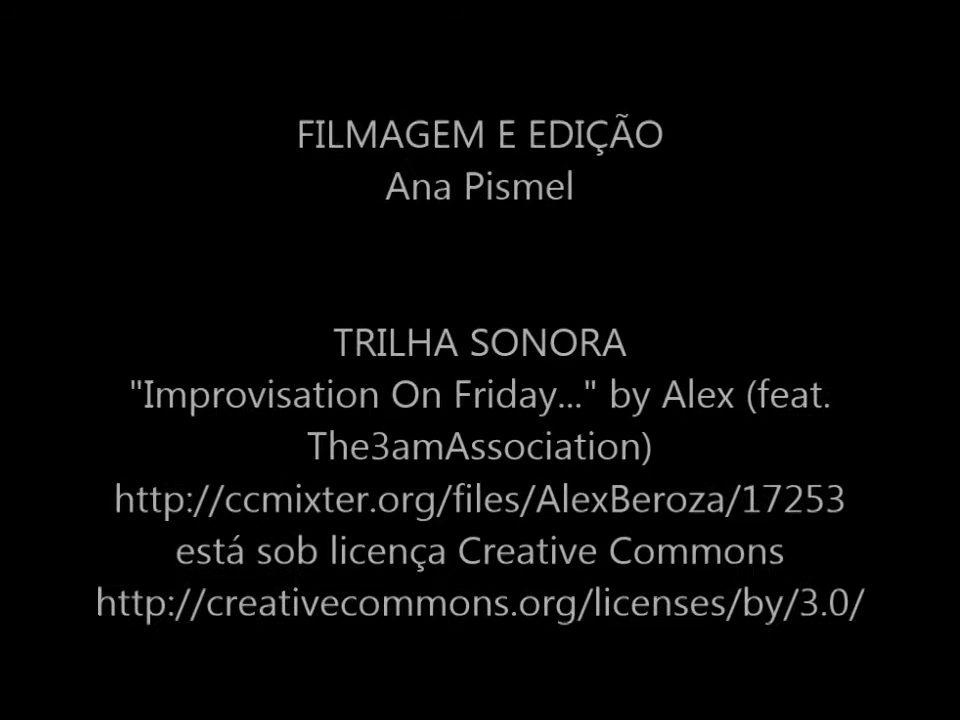 FILMAGEM E EDIÇÃO
Ana Pismel
TRILHA SONORA
"Improvisation On Friday..." by Alex (feat.
The3amAssociation)
http://ccmixter.org/files/AlexBeroza/17253
está sob licença Creative Commons
http://creativecommons.org/licenses/by/3.0/